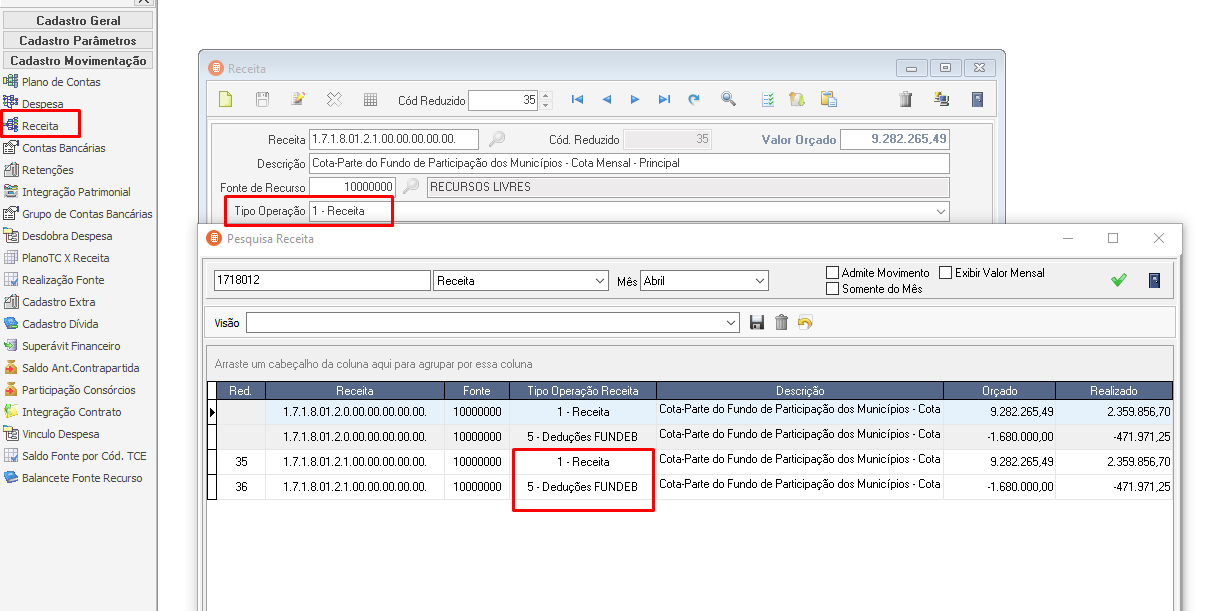 Cadastro Geral
Cadastro Parâmetros
Cadastro Movimentação
Plano de Contas
Despesa
Receita
Contas Bancárias
Retenções
Integração Patrimonial
Grupo de Contas Bancárias
Desdobra Despesa
PlanoTC X Receita
Realização Fonte
Cadastro Extra
Cadastro Dívida
Superávit Financeiro
Saldo Ant.Contrapartida
Participação Consórcios
Integração Contrato
Vinculo Despesa
Saldo Fonte por Cód. TCE
Balancete Fonte Recurso
Receita
Cód Reduzido 35
Receita 1.7.1.8.01.2.1.00.00.00.00.00. Cód. Reduzido 35 Valor Orçado 9.282.265,49
Descrição Cota-Parte do Fundo de Participação dos Municípios - Cota Mensal - Principal
Fonte de Recurso 10000000 RECURSOS LIVRES
Tipo Operação 1 - Receita
Pesquisa Receita
1718012 Receita Mês Abril Admite Movimento Exibir Valor Mensal
Somente do Mês
Visão
Arraste um cabeçalho da coluna aqui para agrupar por essa coluna
Red. Receita Fonte Tipo Operação Receita Descrição Orçado Realizado
1.7.1.8.01.2.0.00.00.00.00.00. 10000000 1 - Receita Cota-Parte do Fundo de Participação dos Municípios - Cota 9.282.265,49 2.359.856,70
1.7.1.8.01.2.0.00.00.00.00.00. 10000000 5 - Deduções FUNDEB Cota-Parte do Fundo de Participação dos Municípios - Cota -1.680.000,00 -471.971,25
35 1.7.1.8.01.2.1.00.00.00.00.00. 10000000 1 - Receita Cota-Parte do Fundo de Participação dos Municípios - Cota 9.282.265,49 2.359.856,70
36 1.7.1.8.01.2.1.00.00.00.00.00. 10000000 5 - Deduções FUNDEB Cota-Parte do Fundo de Participação dos Municípios - Cota -1.680.000,00 -471.971,25